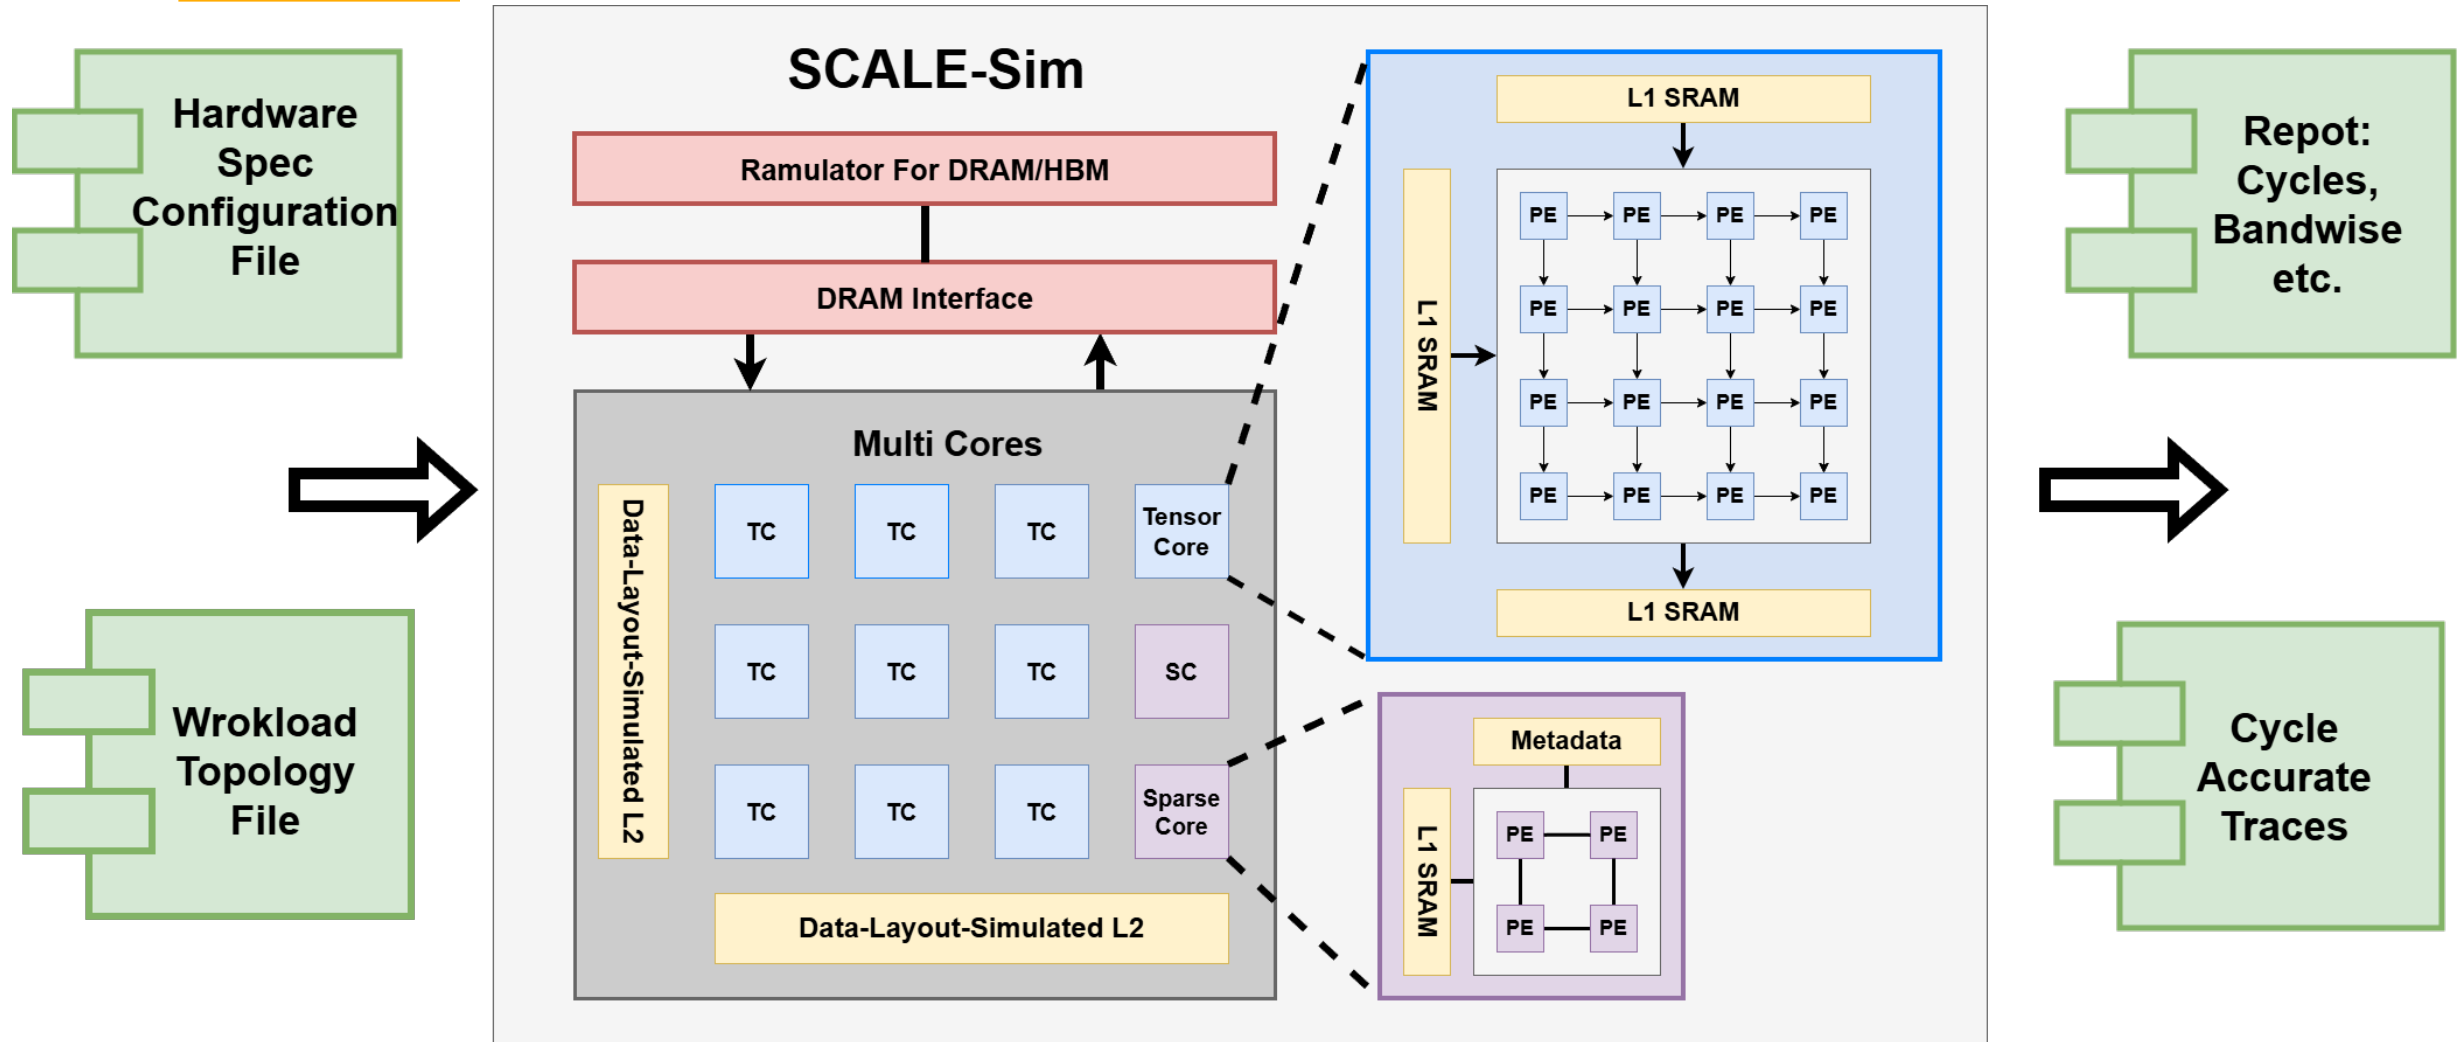 Hardware
Spec
Configuration
File
Wrokload
Topology
File
SCALE-Sim
Ramulator For DRAM/HBM
DRAM Interface
Multi Cores
Data-Layout-Simulated L2
TC
TC
TC
Tensor
Core
TC
TC
TC
SC
TC
TC
TC
Sparse
Core
Data-Layout-Simulated L2
L1 SRAM
L1 SRAM
PE PE PE PE
PE PE PE PE
PE PE PE PE
PE PE PE PE
L1 SRAM
Metadata
L1 SRAM
PE PE
PE PE
Repot:
Cycles,
Bandwise
etc.
Cycle
Accurate
Traces